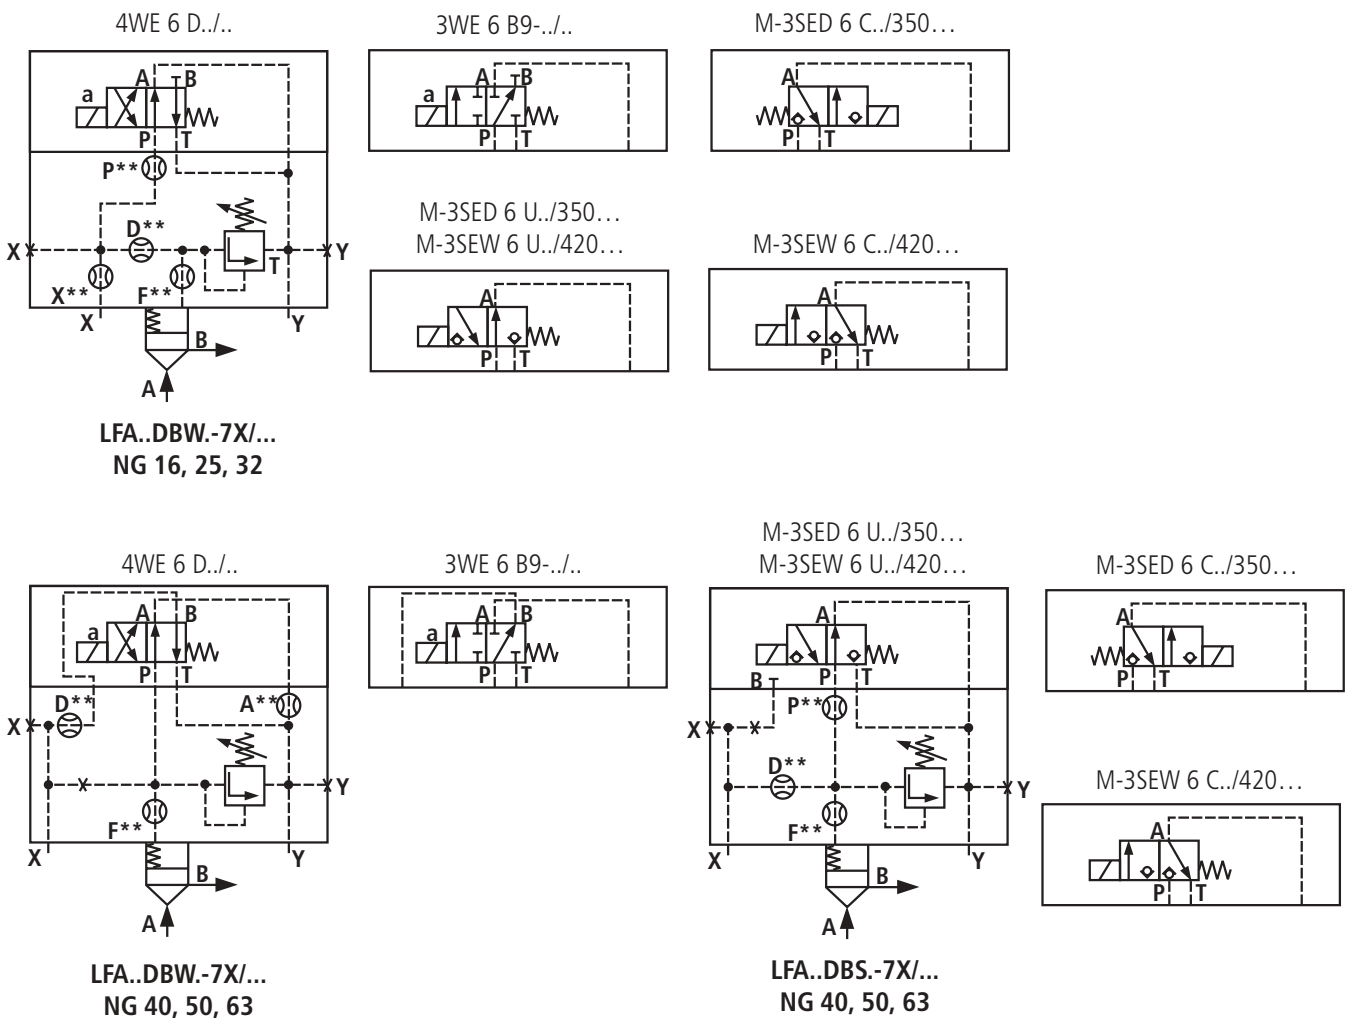 4WE 6 D../..
A
B
a
P
T
P**
D**
X
Y
T
X**
F**
X
Y
B
A
LFA..DBW.-7X/...
NG 16, 25, 32
3WE 6 B9-../..
A
B
a
P
T
M-3SED 6 C../350...
A
P
T
M-3SED 6 U../350...
M-3SEW 6 U../420...
A
P
T
M-3SEW 6 C../420...
A
P
T
4WE 6 D../..
A
B
a
P
T
D**
A**
X
Y
F**
X
Y
B
A
LFA..DBW.-7X/...
NG 40, 50, 63
3WE 6 B9-../..
A
B
a
P
T
M-3SED 6 U../350...
M-3SEW 6 U../420...
A
P
T
B
P**
X
D**
Y
F**
X
Y
B
A
LFA..DBS.-7X/...
NG 40, 50, 63
M-3SED 6 C../350...
A
P
T
M-3SEW 6 C../420...
A
P
T